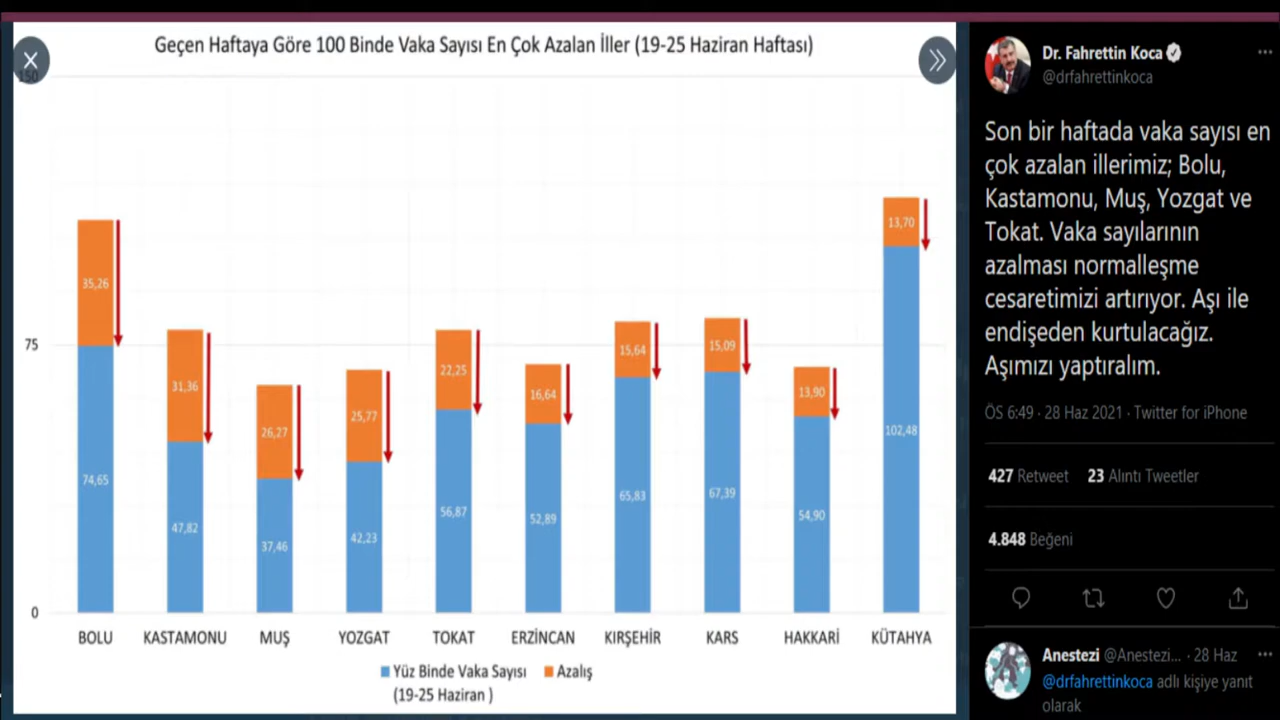 Geçen Haftaya Göre 100 Binde Vaka Sayısı En Çok Azalan İller (19-25 Haziran Haftası)
150
75
0
35,26
74,65
31,36
47,82
26,27
37,46
25,77
42,23
22,25
56,87
16,64
52,89
15,64
65,83
15,09
67,39
13,90
54,90
13,70
102,48
BOLU KASTAMONU MUŞ YOZGAT TOKAT ERZİNCAN KIRŞEHİR KARS HAKKARİ KÜTAHYA
Yüz Binde Vaka Sayısı Azalış
(19-25 Haziran )
Dr. Fahrettin Koca
@drfahrettinkoca
Son bir haftada vaka sayısı en
çok azalan illerimiz; Bolu,
Kastamonu, Muş, Yozgat ve
Tokat. Vaka sayılarının
azalması normalleşme
cesaretimizi artırıyor. Aşı ile
endişeden kurtulacağız.
Aşımızı yaptıralım.
ÖS 6:49 · 28 Haz 2021 · Twitter for iPhone
427 Retweet 23 Alıntı Tweetler
4.848 Beğeni
Anestezi @Anestezi... · 28 Haz
@drfahrettinkoca adlı kişiye yanıt
olarak